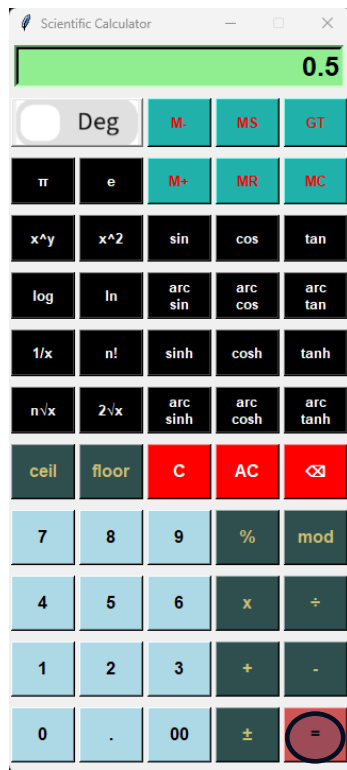 Scientific Calculator
0.5
Deg M- MS GT
π e M+ MR MC
x^y x^2 sin cos tan
log ln arc sin arc cos arc tan
1/x n! sinh cosh tanh
n√x 2√x arc sinh arc cosh arc tanh
ceil floor C AC ⌫
7 8 9 % mod
4 5 6 x ÷
1 2 3 + -
0 . 00 ± =